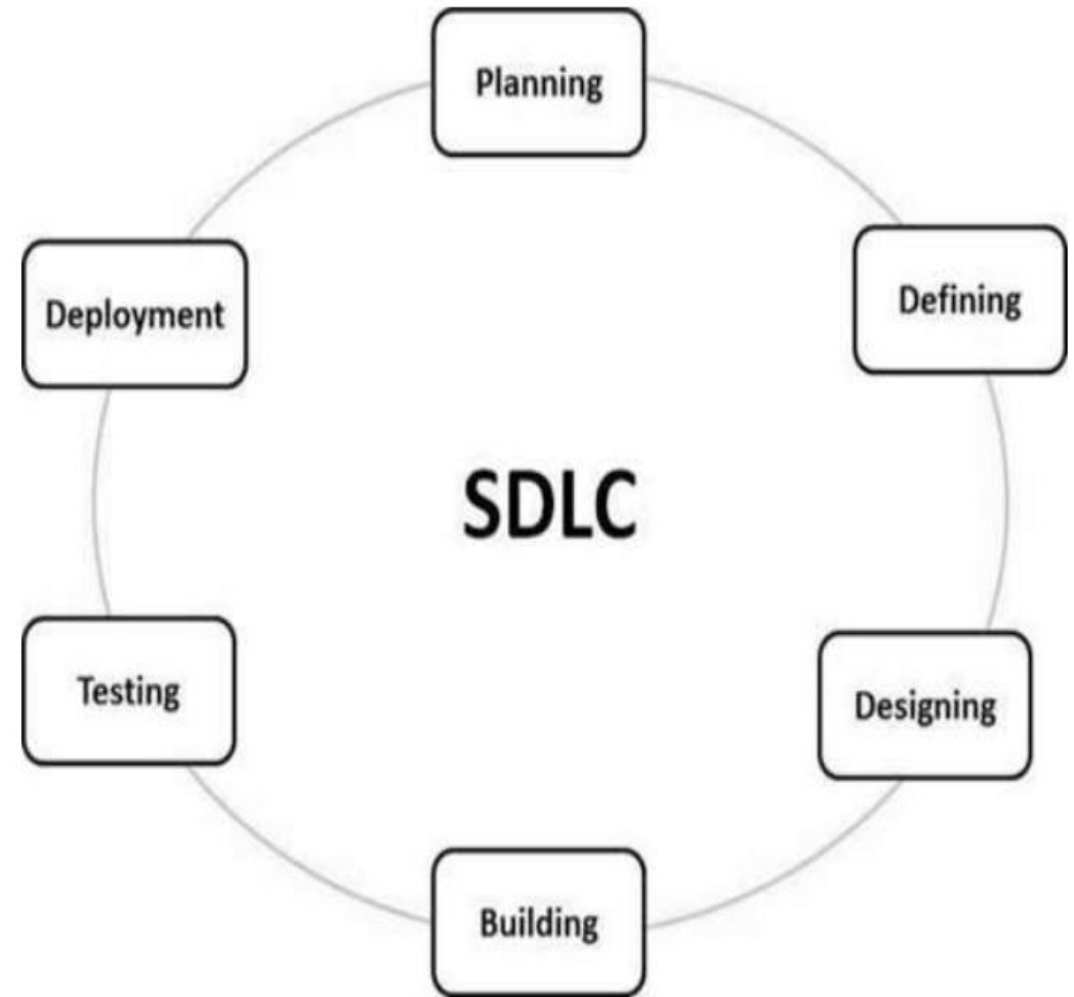 Planning
Defining
Designing
Building
Testing
Deployment
SDLC